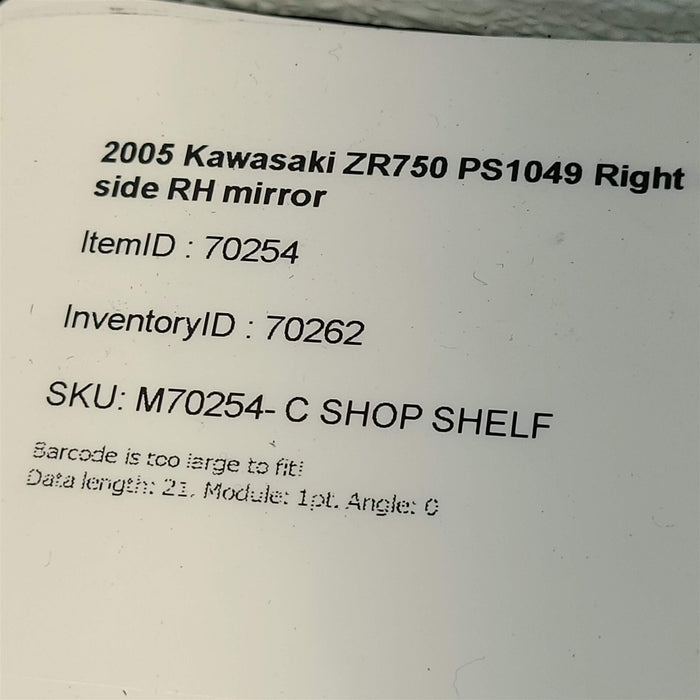 2005 Kawasaki ZR750 PS1049 Right
side RH mirror
ItemID : 70254
InventoryID : 70262
SKU: M70254- C SHOP SHELF
Barcode is too large to fit!
Data length: 21, Module: 1pt. Angle: 0